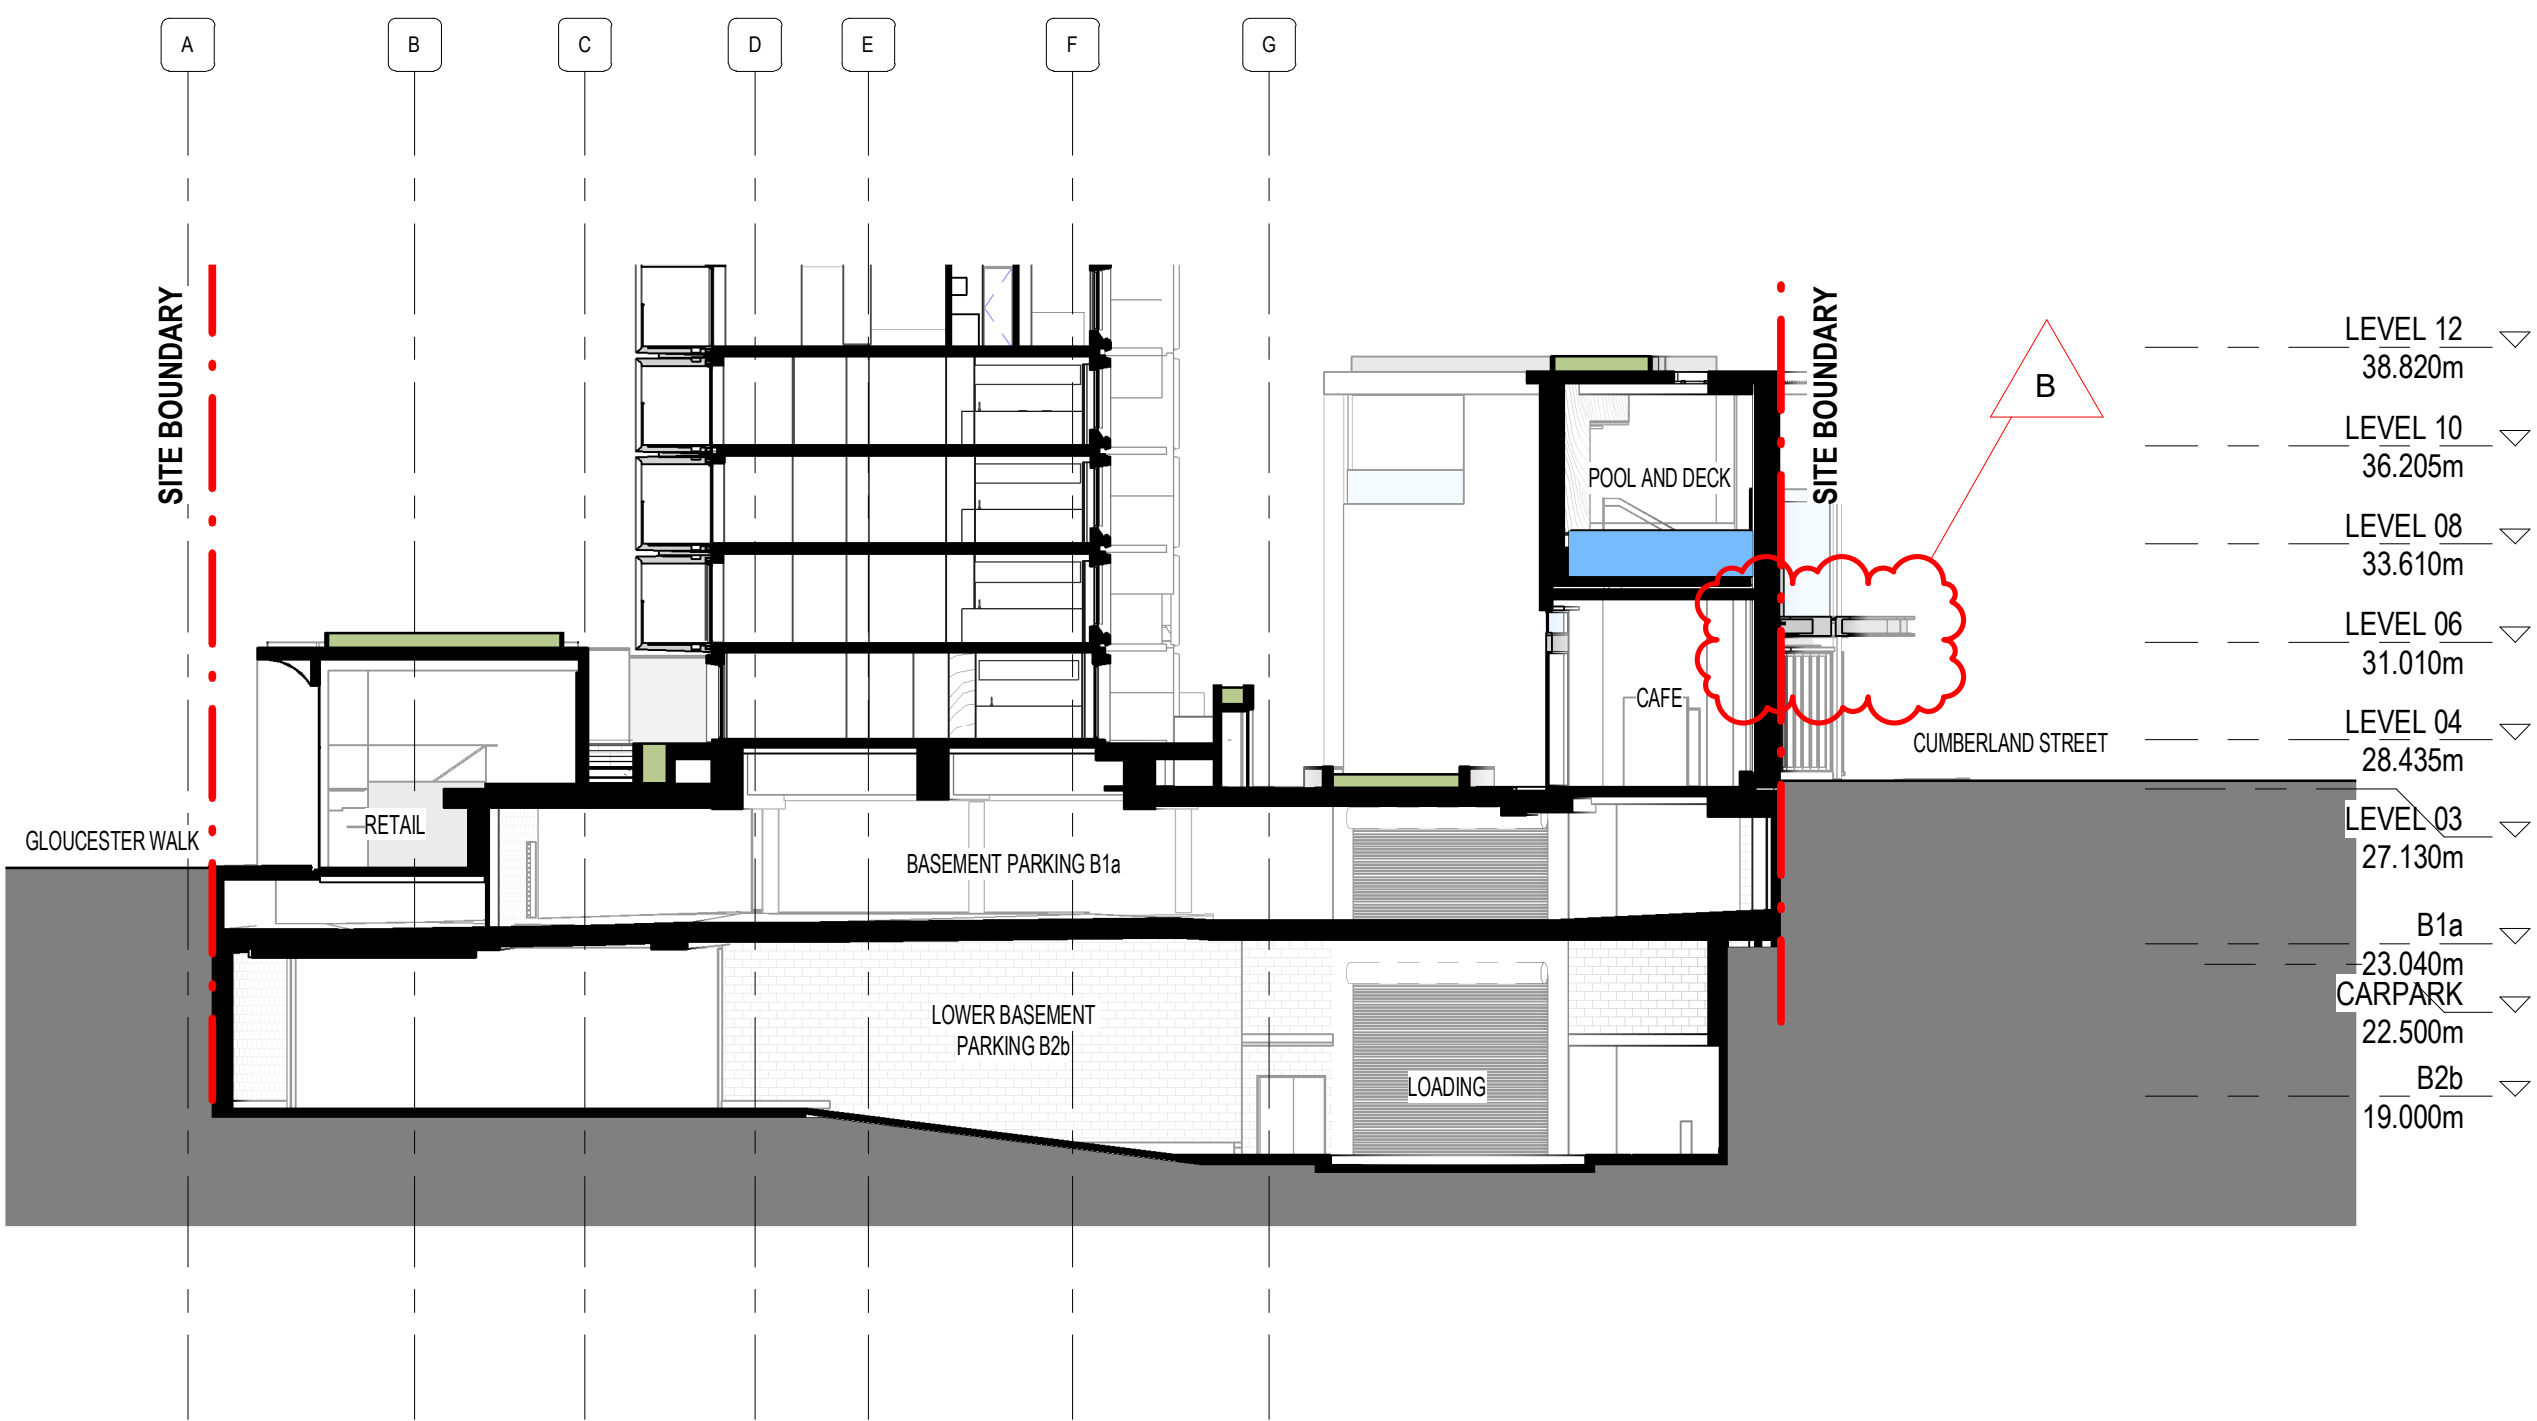 A
B
C
D
E
F
G
SITE BOUNDARY
SITE BOUNDARY
B
LEVEL 12
38.820m
LEVEL 10
36.205m
POOL AND DECK
LEVEL 08
33.610m
LEVEL 06
31.010m
CAFE
LEVEL 04
28.435m
CUMBERLAND STREET
LEVEL 03
27.130m
RETAIL
GLOUCESTER WALK
BASEMENT PARKING B1a
B1a
23.040m
CARPARK
22.500m
LOWER BASEMENT
PARKING B2b
LOADING
B2b
19.000m